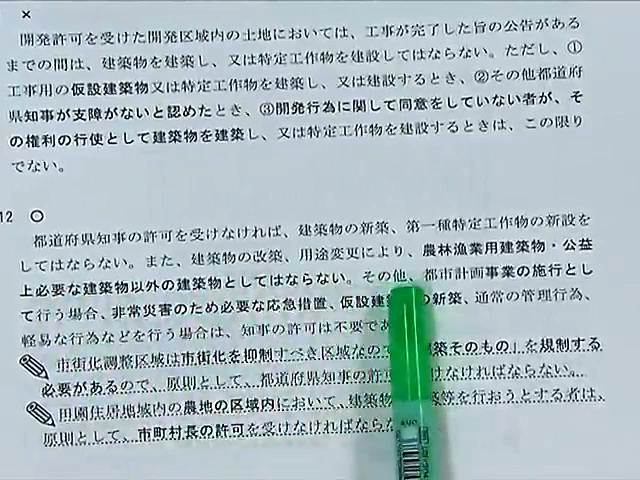 ×
開発許可を受けた開発区域内の土地においては、工事が完了した旨の公告がある
までの間は、建築物を建築し、又は特定工作物を建設してはならない。ただし、①
工事用の仮設建築物又は特定工作物を建築し、又は建設するとき、②その他都道府
県知事が支障がないと認めたとき、③開発行為に関して同意をしていない者が、そ
の権利の行使として建築物を建築し、又は特定工作物を建設するときは、この限り
でない。
12 ○
都道府県知事の許可を受けなければ、建築物の新築、第一種特定工作物の新設を
してはならない。また、建築物の改築、用途変更により、農林漁業用建築物・公益
上必要な建築物以外の建築物としてはならない。その他、都市計画事業の施行とし
て行う場合、非常災害のため必要な応急措置、仮設建 の新築、通常の管理行為、
軽易な行為などを行う場合は、知事の許可は不要であ
市街化調整区域は市街化を抑制すべき区域なので 築そのもの」を規制する
必要があるので、原則として、都道府県知事の許可 なければならない。
田園住居地域内の農地の区域内において、建築物 築等を行おうとする者は、
原則として、市町村長の許可を受けなければならな